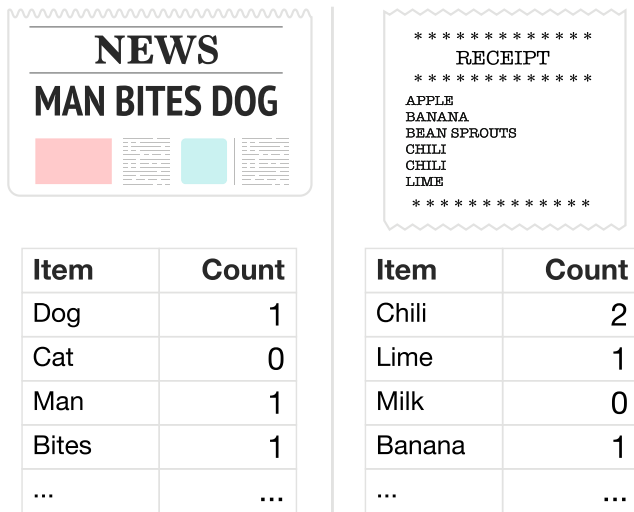 NEWS
MAN BITES DOG
Item Count
Dog 1
Cat 0
Man 1
Bites 1
... ...
* * * * * * * * * * * * *
RECEIPT
* * * * * * * * * * * * *
APPLE
BANANA
BEAN SPROUTS
CHILI
CHILI
LIME
* * * * * * * * * * * * *
Item Count
Chili 2
Lime 1
Milk 0
Banana 1
... ...